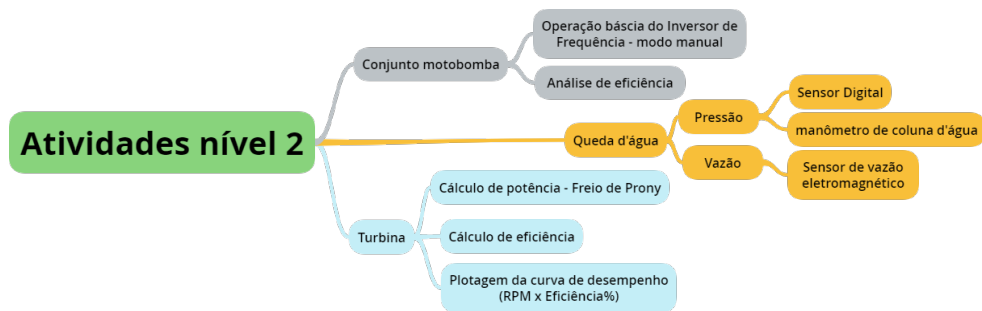 Atividades nível 2
Conjunto motobomba
Operação báscia do Inversor de
Frequência - modo manual
Análise de eficiência
Queda d'água
Pressão
Sensor Digital
manômetro de coluna d'água
Vazão
Sensor de vazão
eletromagnético
Turbina
Cálculo de potência - Freio de Prony
Cálculo de eficiência
Plotagem da curva de desempenho
(RPM x Eficiência%)